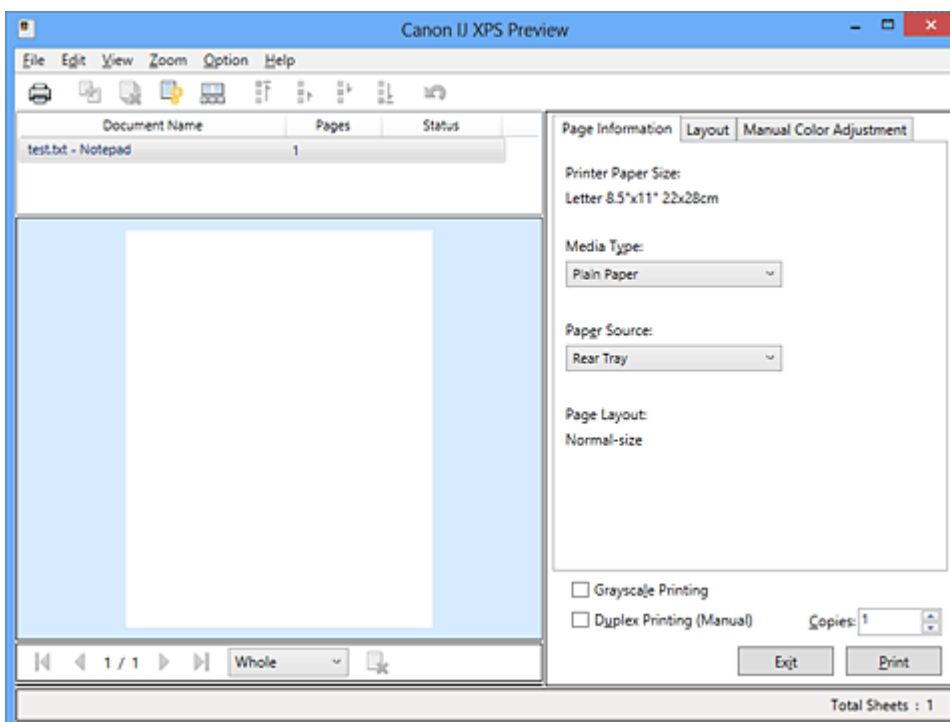 Canon IJ XPS Preview
File Edit View Zoom Option Help
Document Name Pages Status
test.txt - Notepad 1
Page Information Layout Manual Color Adjustment
Printer Paper Size:
Letter 8.5"x11" 22x28cm
Media Type:
Plain Paper
Paper Source:
Rear Tray
Page Layout:
Normal-size
Grayscale Printing
Duplex Printing (Manual) Copies: 1
1 / 1 Whole
Exit Print
Total Sheets : 1